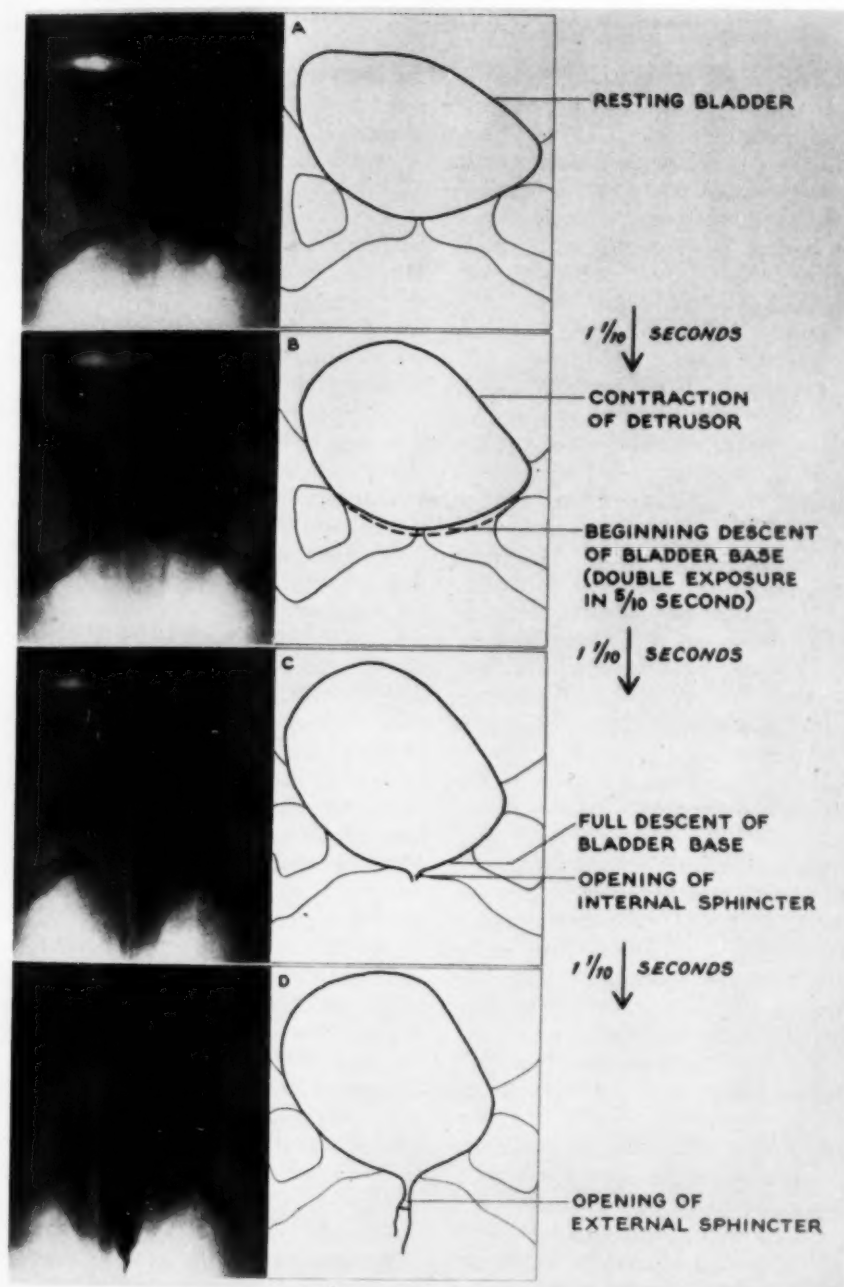 A
RESTING BLADDER
1 1/10 SECONDS
B
CONTRACTION
OF DETRUSOR
BEGINNING DESCENT
OF BLADDER BASE
(DOUBLE EXPOSURE
IN 5/10 SECOND)
1 1/10 SECONDS
C
FULL DESCENT OF
BLADDER BASE
OPENING OF
INTERNAL SPHINCTER
1 1/10 SECONDS
D
OPENING OF
EXTERNAL SPHINCTER